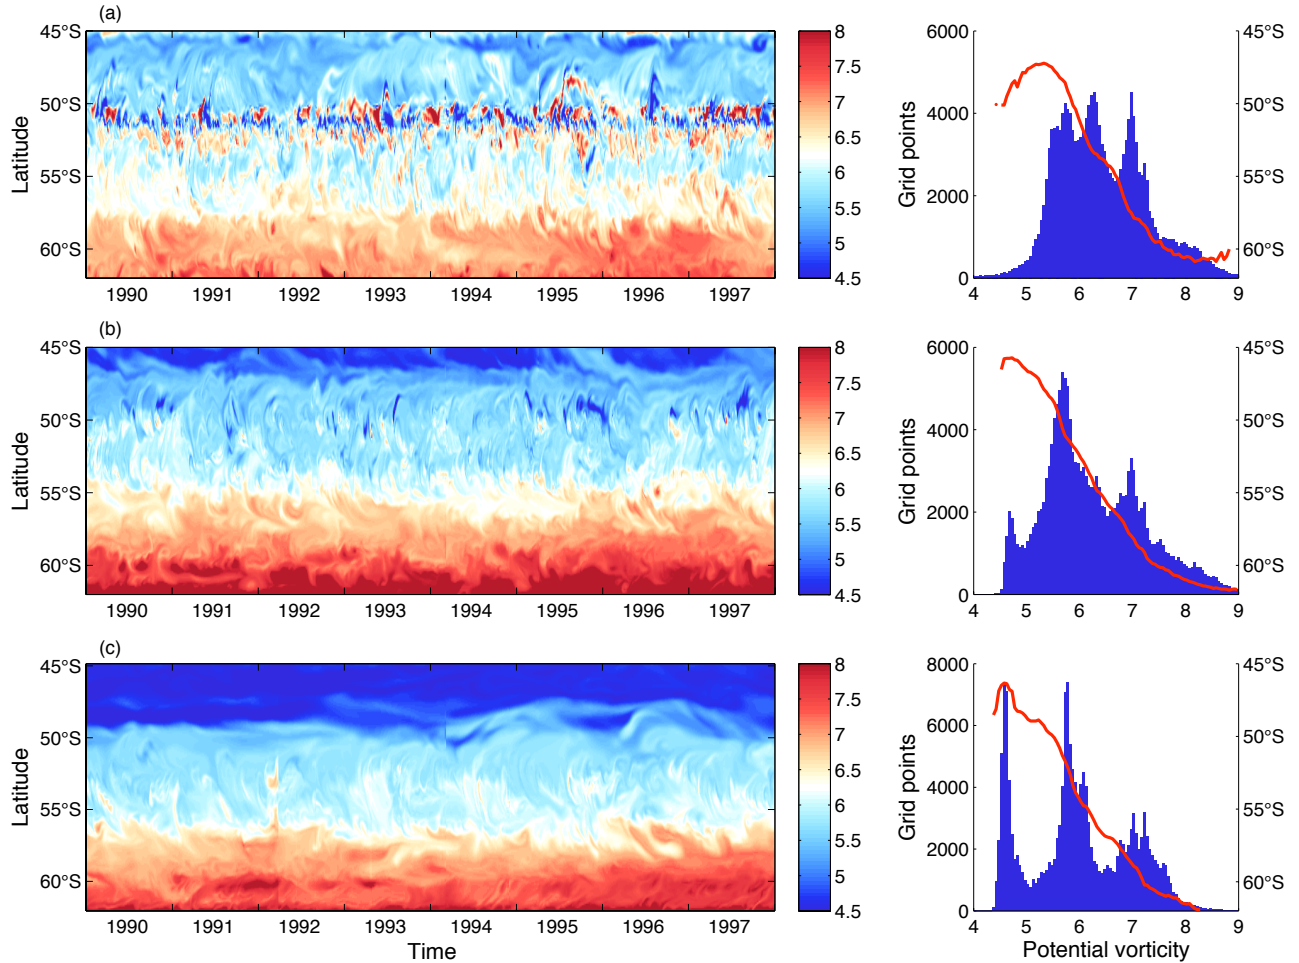 (a)
45°S
50°S
55°S
60°S
Latitude
1990 1991 1992 1993 1994 1995 1996 1997
8
7.5
7
6.5
6
5.5
5
4.5
6000
4000
2000
0
Grid points
45°S
50°S
55°S
60°S
4 5 6 7 8 9
(b)
45°S
50°S
55°S
60°S
Latitude
1990 1991 1992 1993 1994 1995 1996 1997
8
7.5
7
6.5
6
5.5
5
4.5
6000
4000
2000
0
Grid points
45°S
50°S
55°S
60°S
4 5 6 7 8 9
(c)
45°S
50°S
55°S
60°S
Latitude
1990 1991 1992 1993 1994 1995 1996 1997
Time
8
7.5
7
6.5
6
5.5
5
4.5
8000
6000
4000
2000
0
Grid points
45°S
50°S
55°S
60°S
4 5 6 7 8 9
Potential vorticity